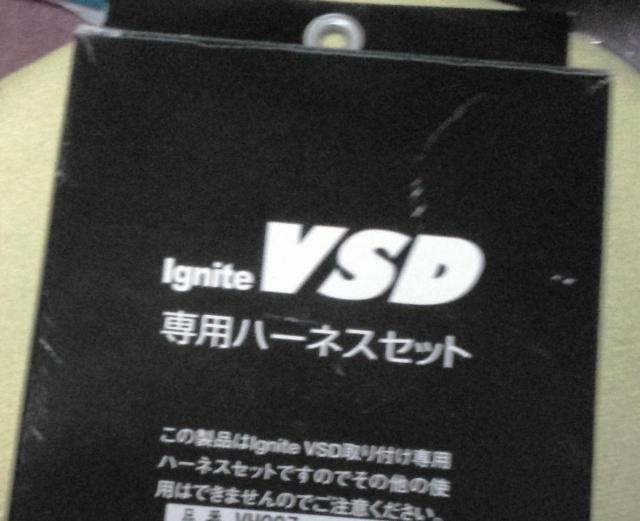 Ignite VSD
専用ハーネスセット
この製品はIgnite VSD取り付け専用
ハーネスセットですのでその他の使
用はできませんのでご注意ください。
品 番